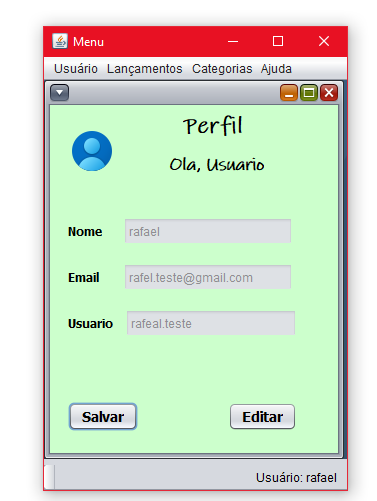 Menu
Usuário Lançamentos Categorias Ajuda
Perfil
Ola, Usuario
Nome rafael
Email rafel.teste@gmail.com
Usuario rafeal.teste
Salvar Editar
Usuário: rafael